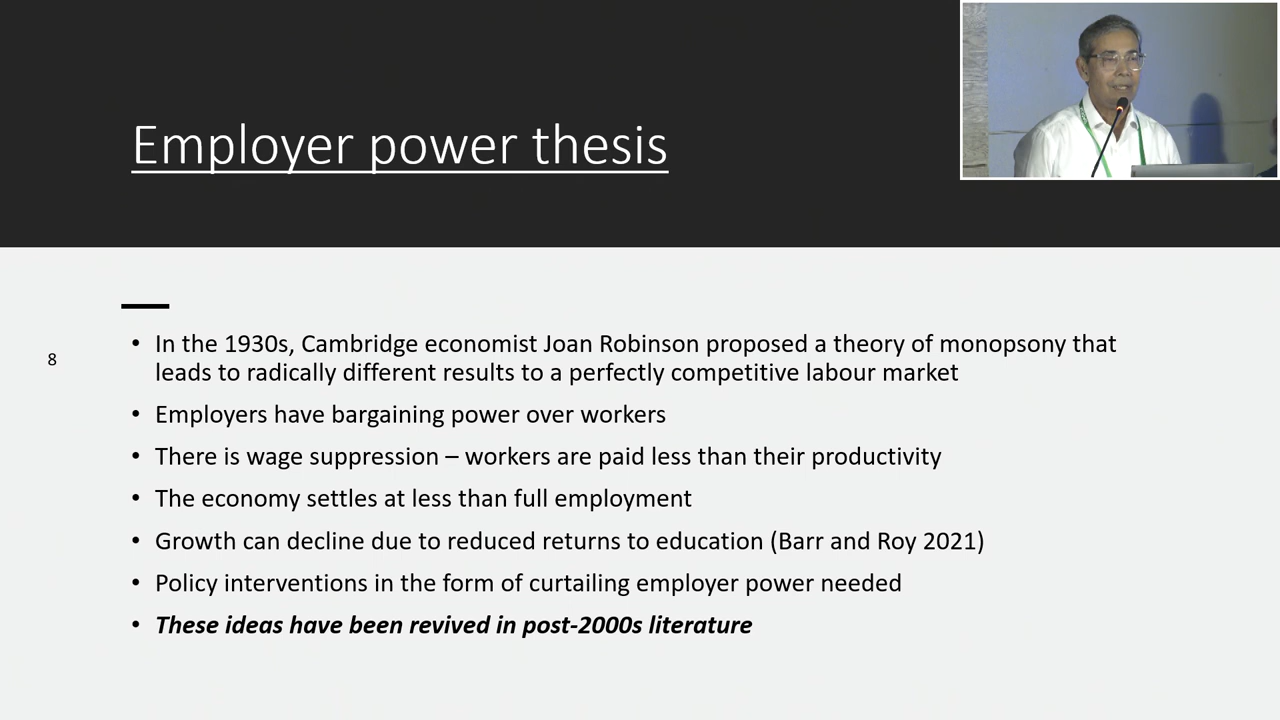 Employer power thesis
8
• In the 1930s, Cambridge economist Joan Robinson proposed a theory of monopsony that
leads to radically different results to a perfectly competitive labour market
• Employers have bargaining power over workers
• There is wage suppression – workers are paid less than their productivity
• The economy settles at less than full employment
• Growth can decline due to reduced returns to education (Barr and Roy 2021)
• Policy interventions in the form of curtailing employer power needed
• These ideas have been revived in post-2000s literature